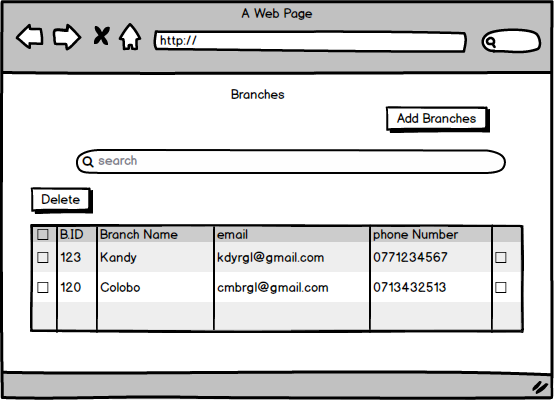 A Web Page
http://
Branches
Add Branches
search
Delete
B.ID Branch Name email phone Number
123 Kandy kdyrgl@gmail.com 0771234567
120 Colobo cmbrgl@gmail.com 0713432513